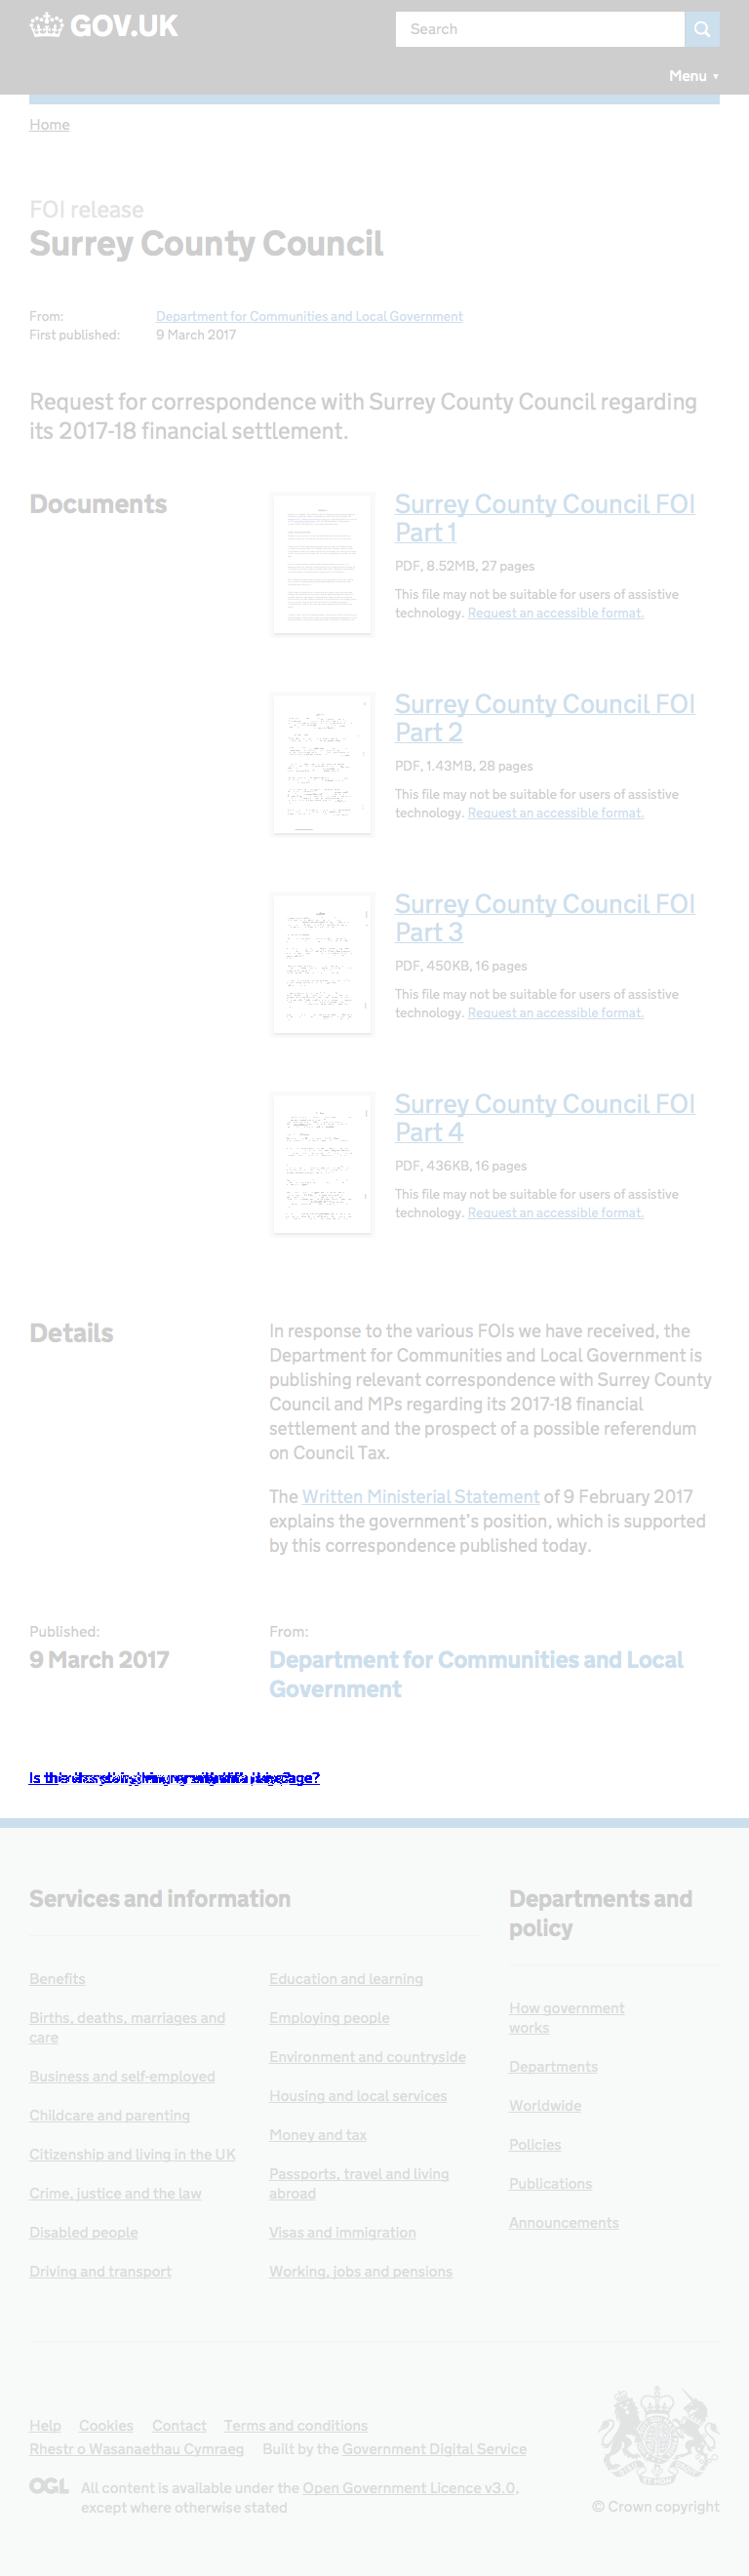 GOV.UK
Search
Menu ▼
Home
FOI release
Surrey County Council
From: Department for Communities and Local Government
First published: 9 March 2017
Request for correspondence with Surrey County Council regarding
its 2017-18 financial settlement.
Documents
Surrey County Council FOI
Part 1
PDF, 8.52MB, 27 pages
This file may not be suitable for users of assistive
technology. Request an accessible format.
Surrey County Council FOI
Part 2
PDF, 1.43MB, 28 pages
This file may not be suitable for users of assistive
technology. Request an accessible format.
Surrey County Council FOI
Part 3
PDF, 450KB, 16 pages
This file may not be suitable for users of assistive
technology. Request an accessible format.
Surrey County Council FOI
Part 4
PDF, 436KB, 16 pages
This file may not be suitable for users of assistive
technology. Request an accessible format.
Details
In response to the various FOIs we have received, the
Department for Communities and Local Government is
publishing relevant correspondence with Surrey County
Council and MPs regarding its 2017-18 financial
settlement and the prospect of a possible referendum
on Council Tax.
The Written Ministerial Statement of 9 February 2017
explains the government's position, which is supported
by this correspondence published today.
Published:
9 March 2017
From:
Department for Communities and Local
Government
Services and information
Benefits
Births, deaths, marriages and
care
Business and self-employed
Childcare and parenting
Citizenship and living in the UK
Crime, justice and the law
Disabled people
Driving and transport
Education and learning
Employing people
Environment and countryside
Housing and local services
Money and tax
Passports, travel and living
abroad
Visas and immigration
Working, jobs and pensions
Departments and
policy
How government
works
Departments
Worldwide
Policies
Publications
Announcements
Help Cookies Contact Terms and conditions
Rhestr o Wasanaethau Cymraeg Built by the Government Digital Service
OGL All content is available under the Open Government Licence v3.0,
except where otherwise stated
© Crown copyright